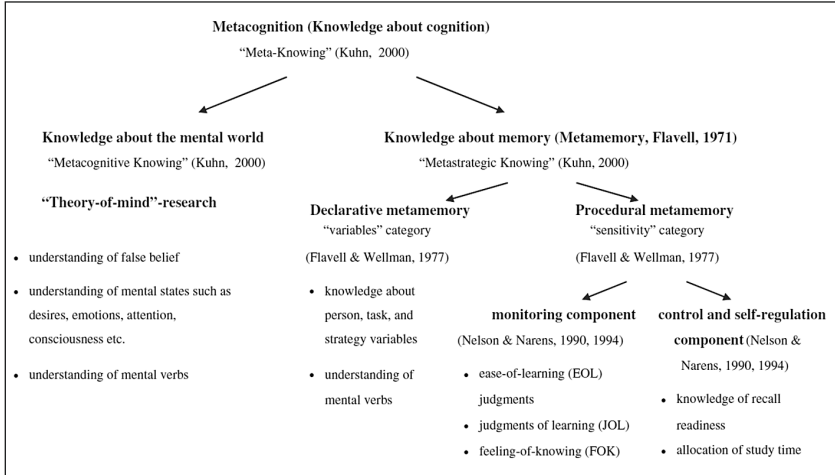 Metacognition (Knowledge about cognition)
“Meta-Knowing” (Kuhn, 2000)
Knowledge about the mental world
“Metacognitive Knowing” (Kuhn, 2000)
“Theory-of-mind”-research
• understanding of false belief
• understanding of mental states such as
desires, emotions, attention,
consciousness etc.
• understanding of mental verbs
Knowledge about memory (Metamemory, Flavell, 1971)
“Metastrategic Knowing” (Kuhn, 2000)
Declarative metamemory
“variables” category
(Flavell & Wellman, 1977)
• knowledge about
person, task, and
strategy variables
• understanding of
mental verbs
Procedural metamemory
“sensitivity” category
(Flavell & Wellman, 1977)
monitoring component
(Nelson & Narens, 1990, 1994)
• ease-of-learning (EOL)
judgments
• judgments of learning (JOL)
• feeling-of-knowing (FOK)
control and self-regulation
component (Nelson &
Narens, 1990, 1994)
• knowledge of recall
readiness
• allocation of study time